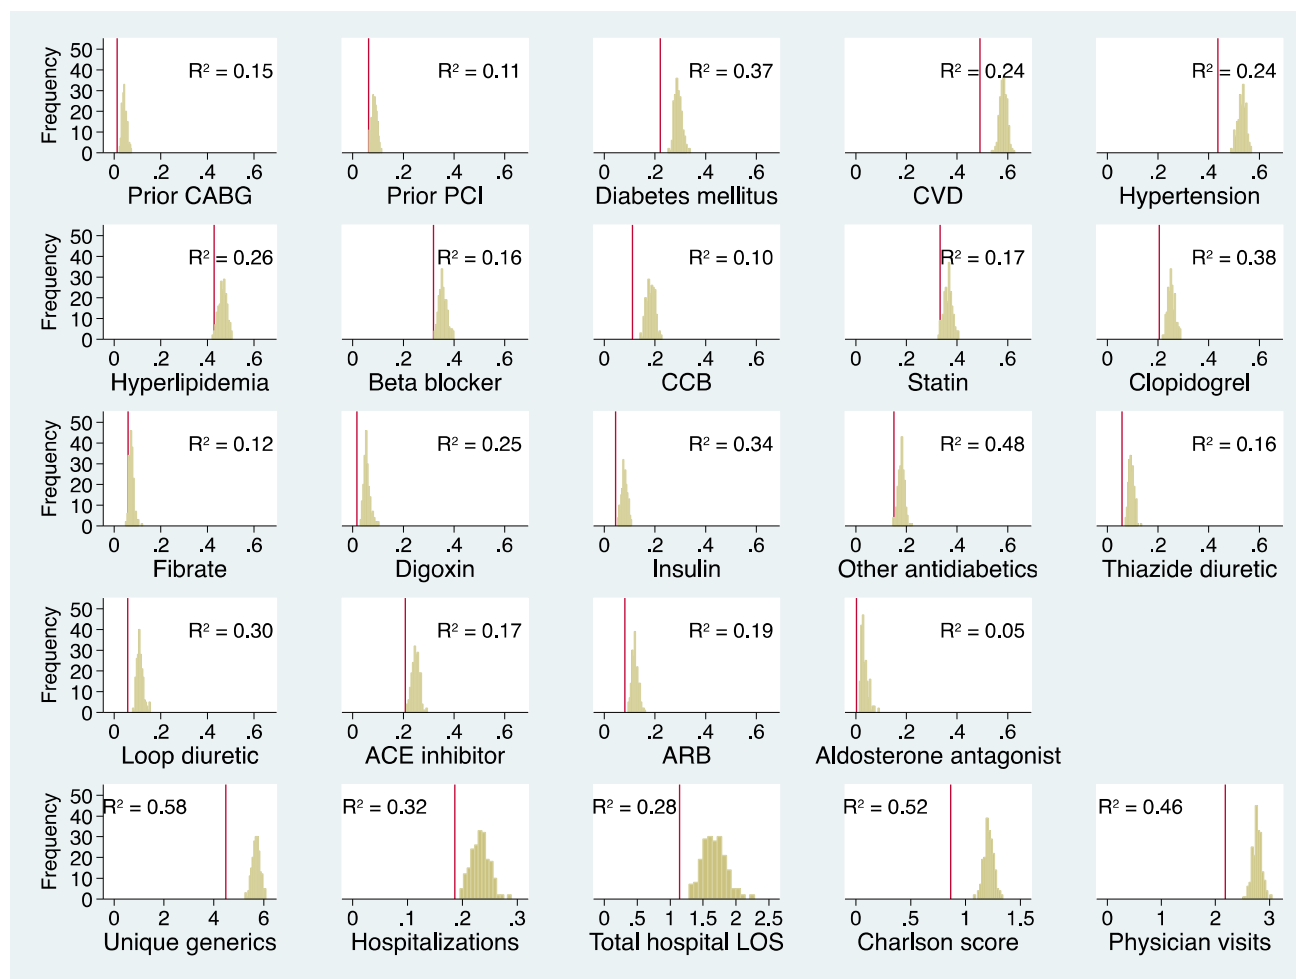 Frequency
50
40
30
20
10
0
R² = 0.15
R² = 0.11
R² = 0.37
R² = 0.24
R² = 0.24
0 .2 .4 .6
0 .2 .4 .6
0 .2 .4 .6
0 .2 .4 .6
0 .2 .4 .6
Prior CABG
Prior PCI
Diabetes mellitus
CVD
Hypertension
Frequency
50
40
30
20
10
0
R² = 0.26
R² = 0.16
R² = 0.10
R² = 0.17
R² = 0.38
0 .2 .4 .6
0 .2 .4 .6
0 .2 .4 .6
0 .2 .4 .6
0 .2 .4 .6
Hyperlipidemia
Beta blocker
CCB
Statin
Clopidogrel
Frequency
50
40
30
20
10
0
R² = 0.12
R² = 0.25
R² = 0.34
R² = 0.48
R² = 0.16
0 .2 .4 .6
0 .2 .4 .6
0 .2 .4 .6
0 .2 .4 .6
0 .2 .4 .6
Fibrate
Digoxin
Insulin
Other antidiabetics
Thiazide diuretic
Frequency
50
40
30
20
10
0
R² = 0.30
R² = 0.17
R² = 0.19
R² = 0.05
0 .2 .4 .6
0 .2 .4 .6
0 .2 .4 .6
0 .2 .4 .6
Loop diuretic
ACE inhibitor
ARB
Aldosterone antagonist
Frequency
50
40
30
20
10
0
R² = 0.58
R² = 0.32
R² = 0.28
R² = 0.52
R² = 0.46
0 2 4 6
0 .1 .2 .3
0 .5 1 1.5 2 2.5
0 .5 1 1.5
0 1 2 3
Unique generics
Hospitalizations
Total hospital LOS
Charlson score
Physician visits